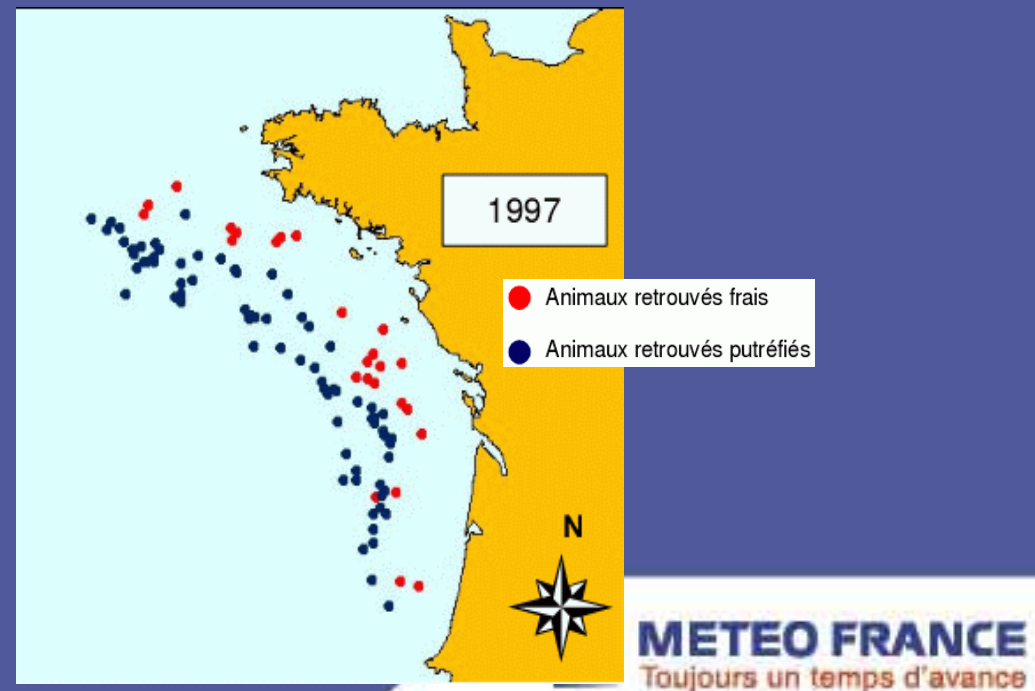 1997
Animaux retrouvés frais
Animaux retrouvés putréfiés
N
METEO FRANCE
Toujours un temps d'avance